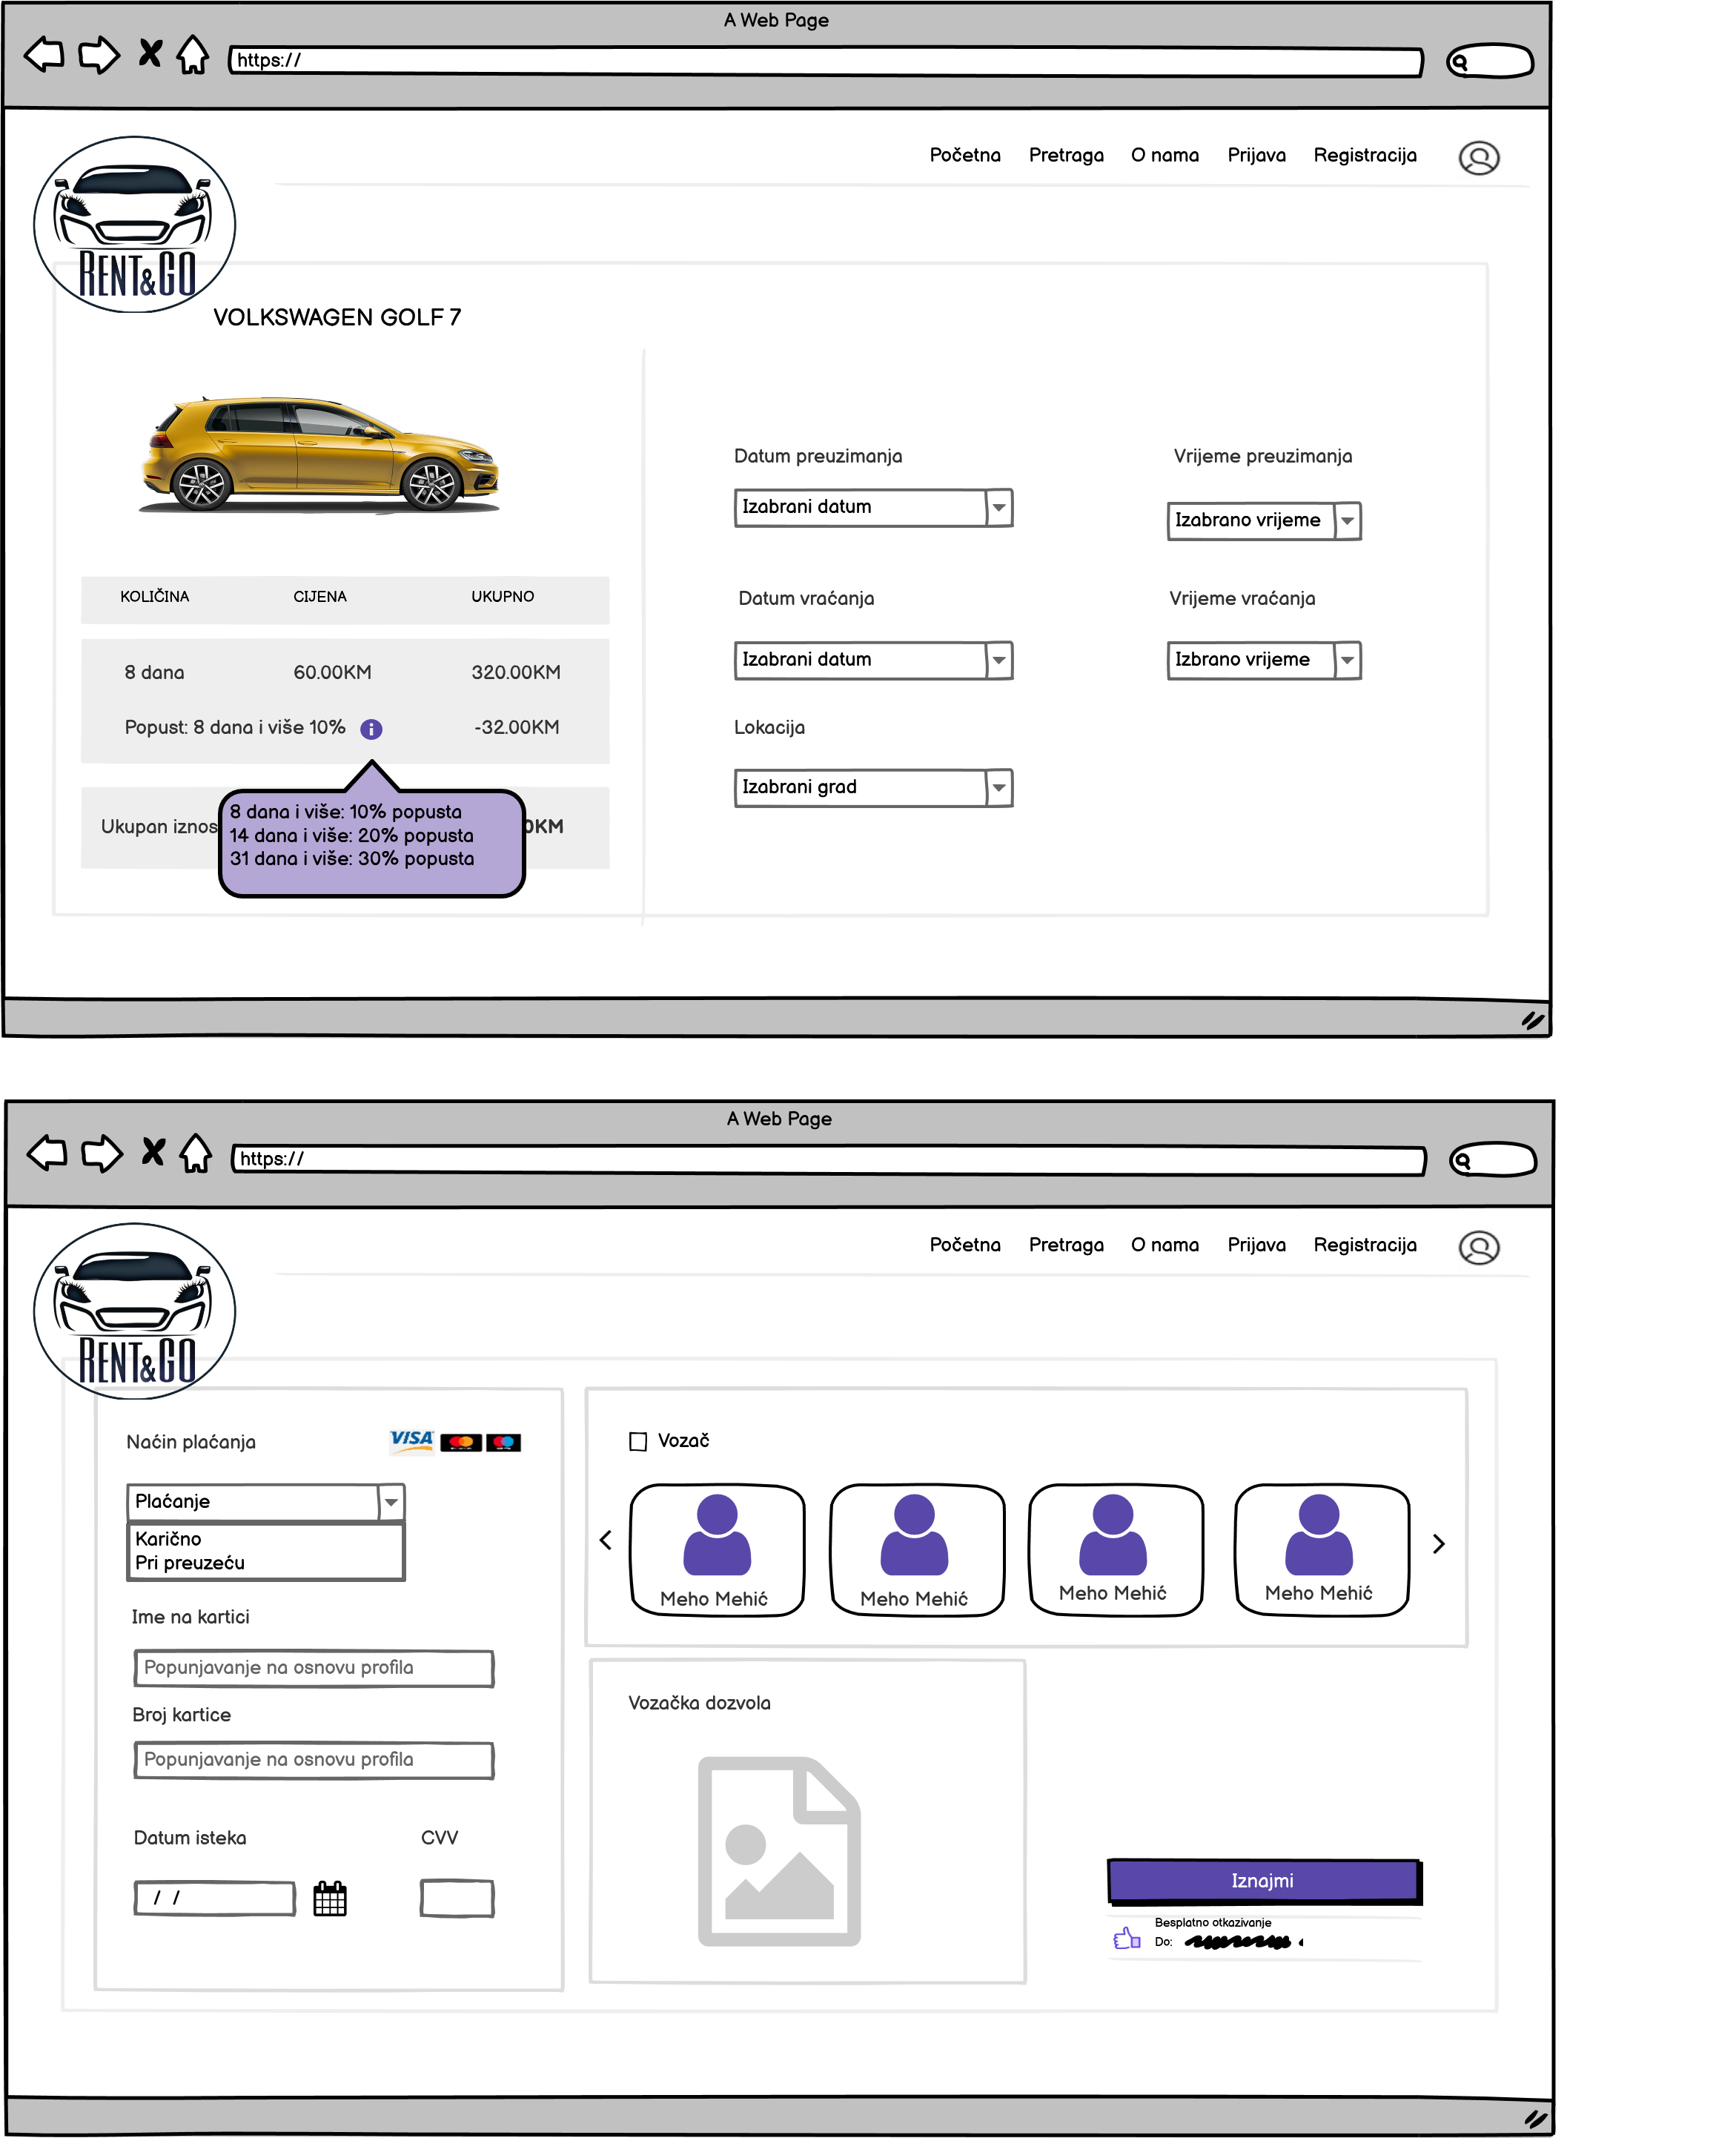 A Web Page
https://
Početna Pretraga O nama Prijava Registracija
RENT&GO
VOLKSWAGEN GOLF 7
Datum preuzimanja Vrijeme preuzimanja
Izabrani datum Izabrano vrijeme
KOLIČINA CIJENA UKUPNO
Datum vraćanja Vrijeme vraćanja
8 dana 60.00KM 320.00KM
Izabrani datum Izbrano vrijeme
Popust: 8 dana i više 10% i -32.00KM
Lokacija
Izabrani grad
Ukupan iznos 0KM
8 dana i više: 10% popusta
14 dana i više: 20% popusta
31 dana i više: 30% popusta
A Web Page
https://
Početna Pretraga O nama Prijava Registracija
RENT&GO
Naćin plaćanja VISA
Vozač
Plaćanje
Karično
Pri preuzeću
Meho Mehić Meho Mehić Meho Mehić Meho Mehić
Ime na kartici
Popunjavanje na osnovu profila
Broj kartice
Popunjavanje na osnovu profila
Vozačka dozvola
Datum isteka CVV
/ /
Iznajmi
Besplatno otkazivanje
Do: